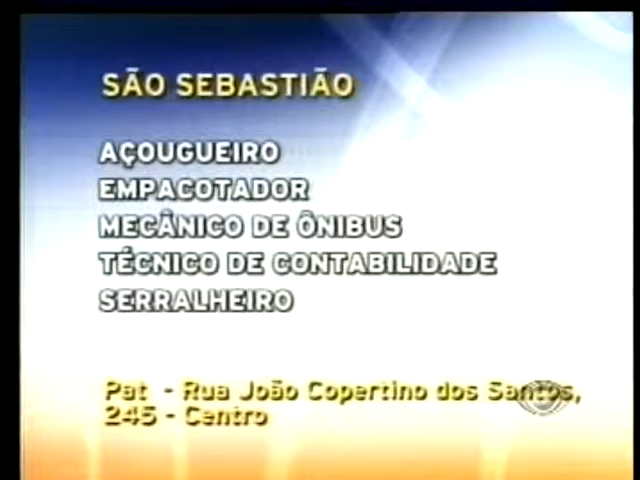 SÃO SEBASTIÃO
AÇOUGUEIRO
EMPACOTADOR
MECÂNICO DE ÔNIBUS
TÉCNICO DE CONTABILIDADE
SERRALHEIRO
Pat - Rua João Copertino dos Santos,
245 - Centro